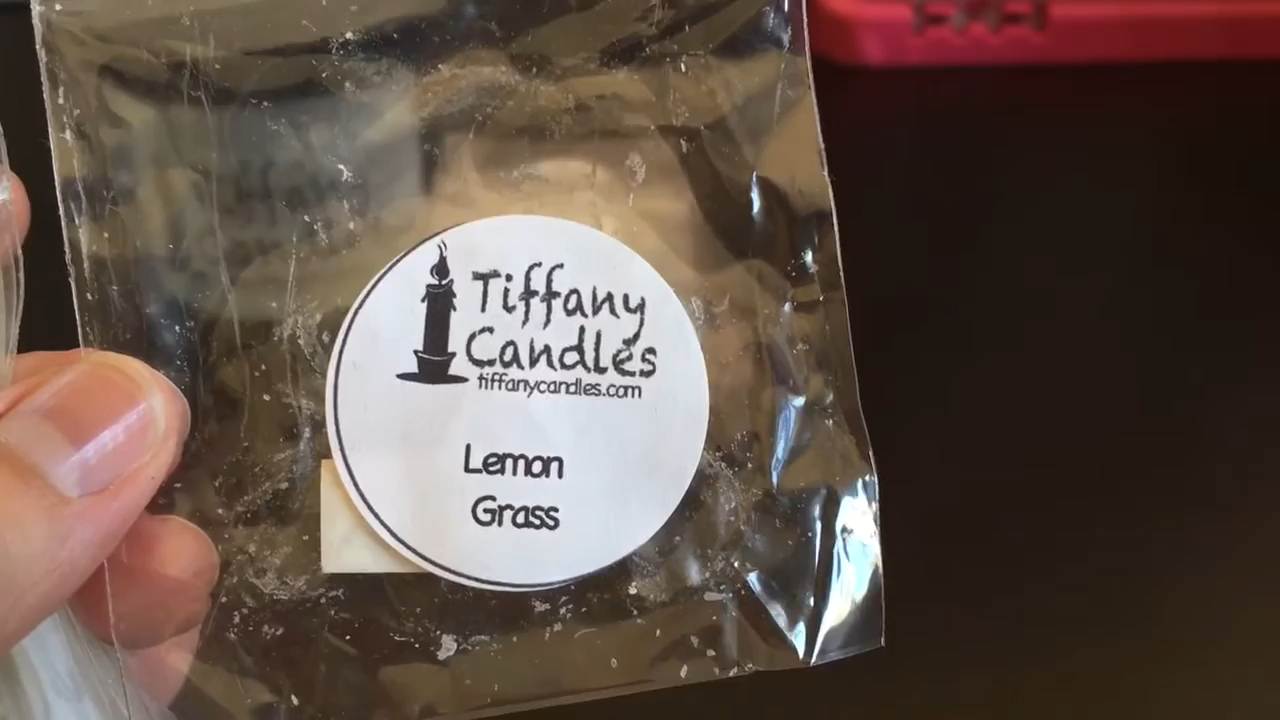 Tiffany
Candles
tiffanycandles.com
Lemon
Grass